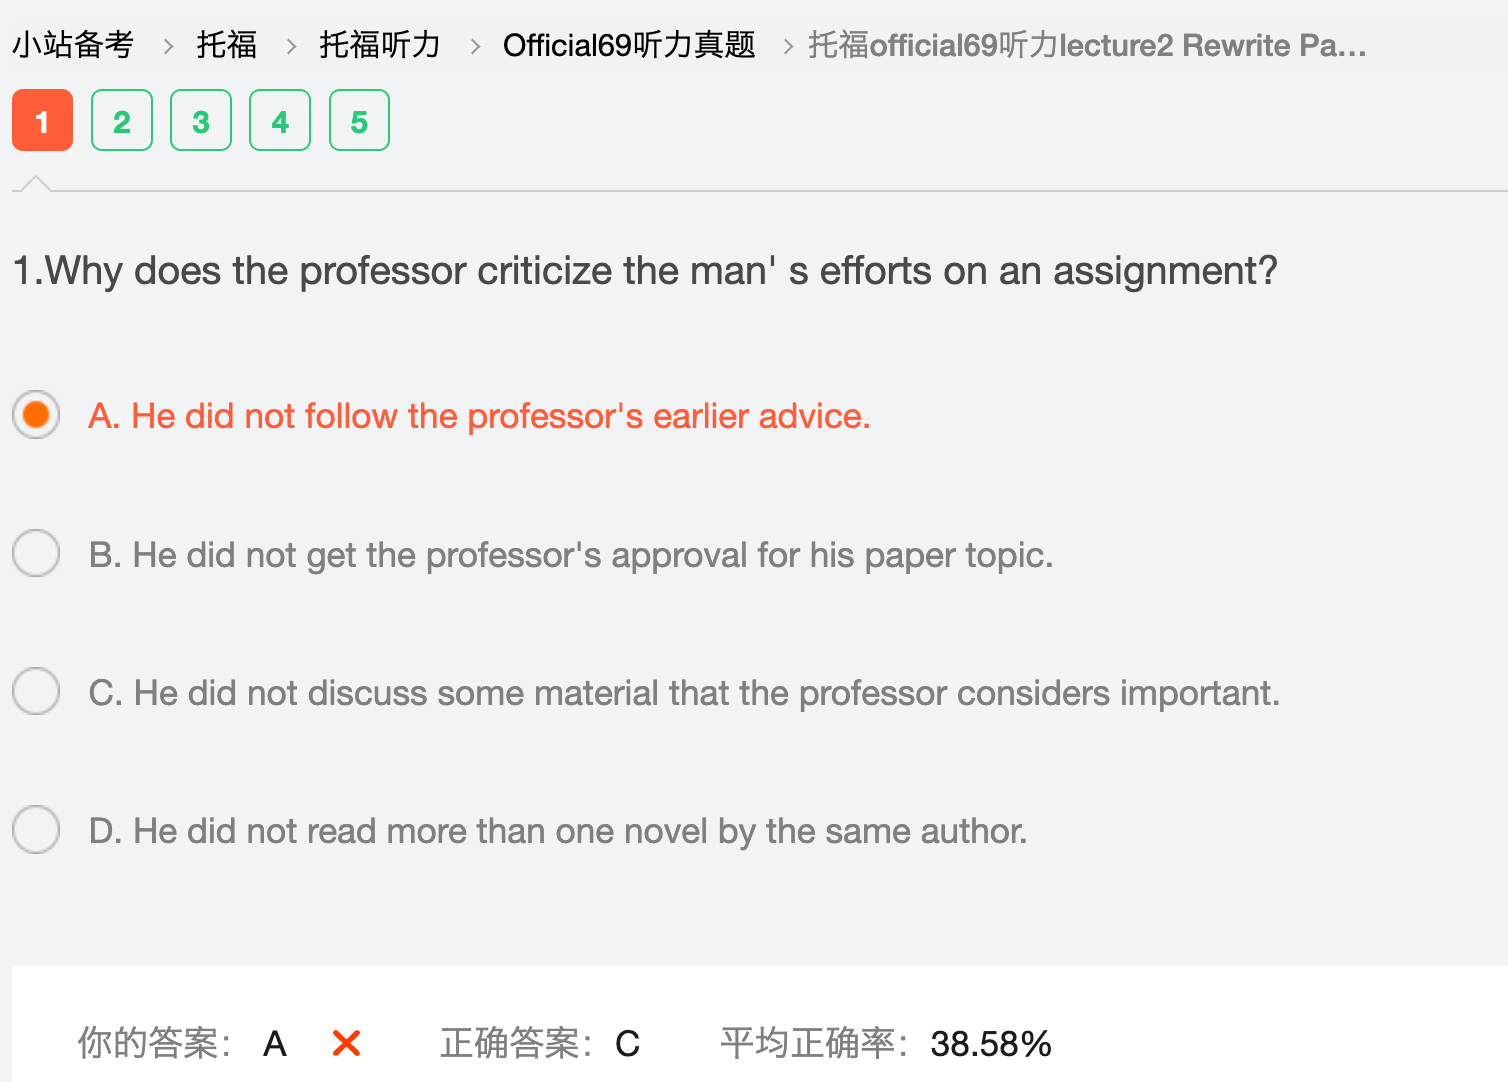 小站备考 > 托福 > 托福听力 > Official69听力真题 > 托福official69听力lecture2 Rewrite Pa...
1 2 3 4 5
1.Why does the professor criticize the man' s efforts on an assignment?
A. He did not follow the professor's earlier advice.
B. He did not get the professor's approval for his paper topic.
C. He did not discuss some material that the professor considers important.
D. He did not read more than one novel by the same author.
你的答案： A ✕ 正确答案： C 平均正确率： 38.58%